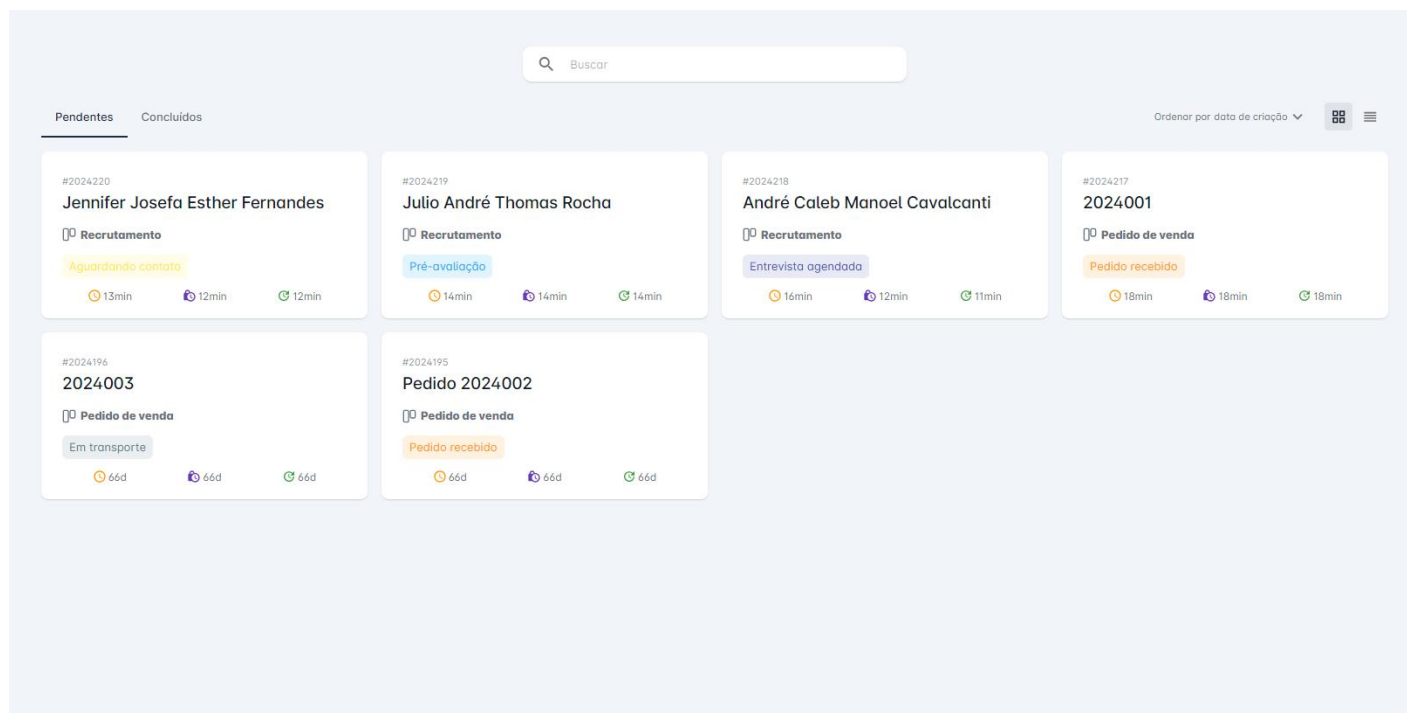 Buscar
Pendentes Concluídos Ordenar por data de criação
#2024220
Jennifer Josefa Esther Fernandes
Recrutamento
Aguardando contato
13min 12min 12min
#2024219
Julio André Thomas Rocha
Recrutamento
Pré-avaliação
14min 14min 14min
#2024218
André Caleb Manoel Cavalcanti
Recrutamento
Entrevista agendada
16min 12min 11min
#2024217
2024001
Pedido de venda
Pedido recebido
18min 18min 18min
#2024196
2024003
Pedido de venda
Em transporte
66d 66d 66d
#2024195
Pedido 2024002
Pedido de venda
Pedido recebido
66d 66d 66d